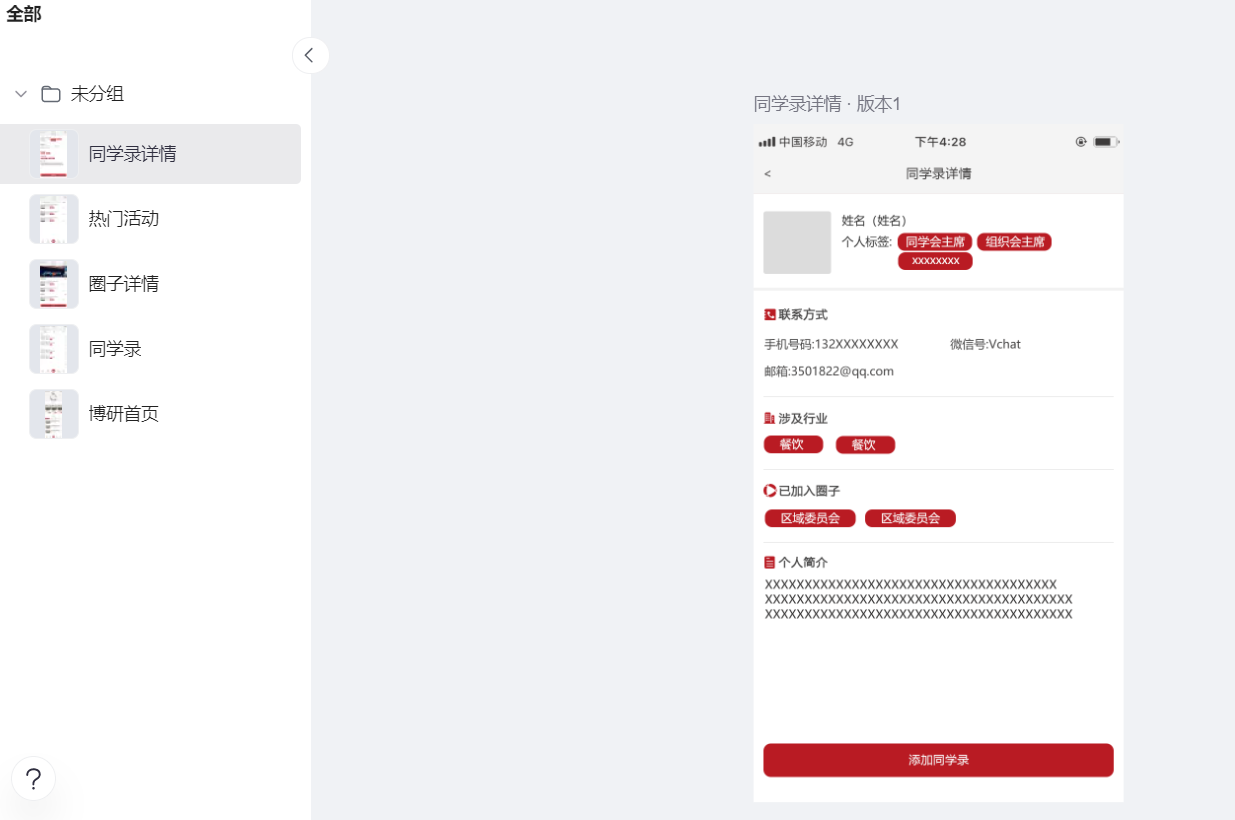 全部
未分组
同学录详情
热门活动
圈子详情
同学录
博研首页
?
同学录详情 · 版本1
中国移动 4G 下午4:28
< 同学录详情
姓名（姓名）
个人标签: 同学会主席 组织会主席
xxxxxxxx
联系方式
手机号码:132XXXXXXXX 微信号:Vchat
邮箱:3501822@qq.com
涉及行业
餐饮 餐饮
已加入圈子
区域委员会 区域委员会
个人简介
XXXXXXXXXXXXXXXXXXXXXXXXXXXXXXXXXXXXX
XXXXXXXXXXXXXXXXXXXXXXXXXXXXXXXXXXXXXXX
XXXXXXXXXXXXXXXXXXXXXXXXXXXXXXXXXXXXXXX
添加同学录